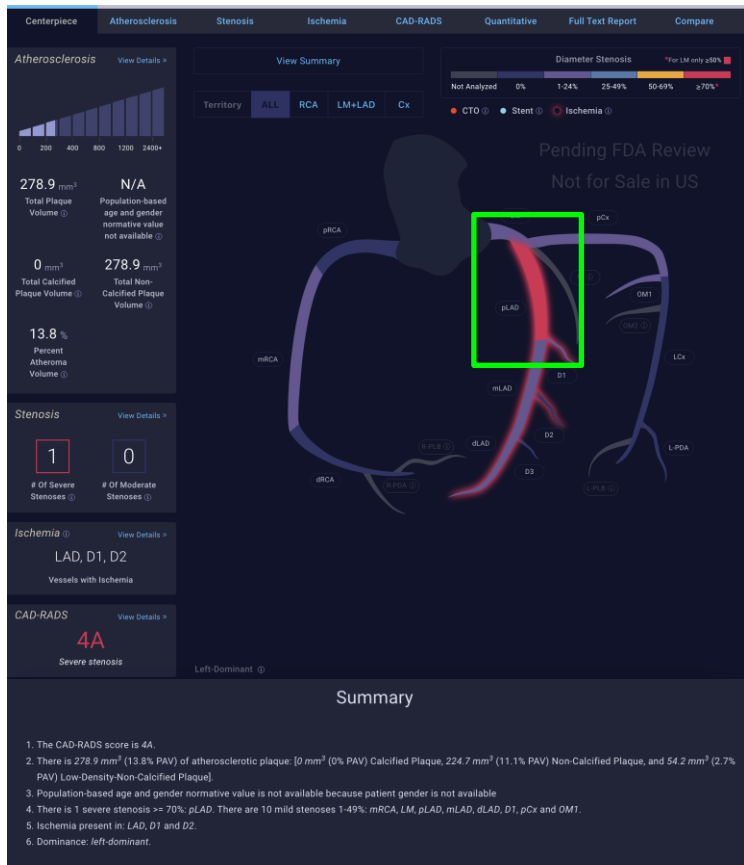 Centerpiece Atherosclerosis Stenosis Ischemia CAD-RADS Quantitative Full Text Report Compare
Atherosclerosis View Details »
0 200 400 800 1200 2400+
278.9 mm³
Total Plaque
Volume ⓘ
N/A
Population-based
age and gender
normative value
not available ⓘ
0 mm³
Total Calcified
Plaque Volume ⓘ
278.9 mm³
Total Non-
Calcified Plaque
Volume ⓘ
13.8 %
Percent
Atheroma
Volume ⓘ
Stenosis View Details »
1
# Of Severe
Stenoses ⓘ
0
# Of Moderate
Stenoses ⓘ
Ischemia ⓘ View Details »
LAD, D1, D2
Vessels with Ischemia
CAD-RADS View Details »
4A
Severe stenosis
View Summary
Territory ALL RCA LM+LAD Cx
Diameter Stenosis *For LM only ≥50%
Not Analyzed 0% 1-24% 25-49% 50-69% ≥70%*
CTO ⓘ Stent ⓘ Ischemia ⓘ
Pending FDA Review
Not for Sale in US
pRCA
pCx
OM1
OM2 ⓘ
pLAD
mRCA
LCx
D1
mLAD
D2
R-PLB ⓘ
dLAD
L-PDA
D3
dRCA
R-PDA ⓘ
L-PLB ⓘ
Left-Dominant ⓘ
Summary
1. The CAD-RADS score is 4A.
2. There is 278.9 mm³ (13.8% PAV) of atherosclerotic plaque: [0 mm³ (0% PAV) Calcified Plaque, 224.7 mm³ (11.1% PAV) Non-Calcified Plaque, and 54.2 mm³ (2.7%
PAV) Low-Density-Non-Calcified Plaque].
3. Population-based age and gender normative value is not available because patient gender is not available
4. There is 1 severe stenosis >= 70%: pLAD. There are 10 mild stenoses 1-49%: mRCA, LM, pLAD, mLAD, dLAD, D1, pCx and OM1.
5. Ischemia present in: LAD, D1 and D2.
6. Dominance: left-dominant.